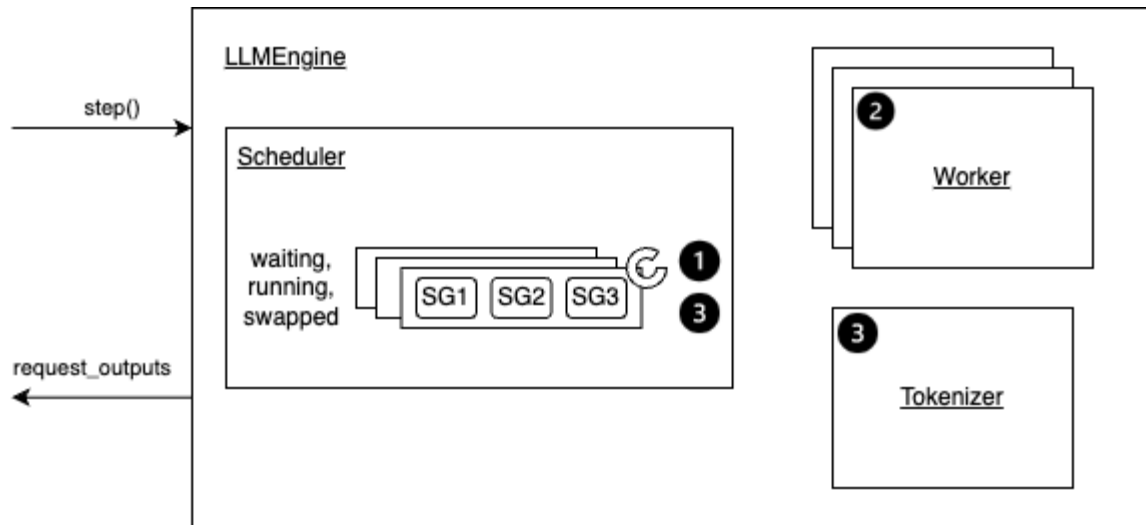 LLMEngine
step()
Scheduler
waiting,
running,
swapped
SG1 SG2 SG3
1
3
request_outputs
2
Worker
3
Tokenizer